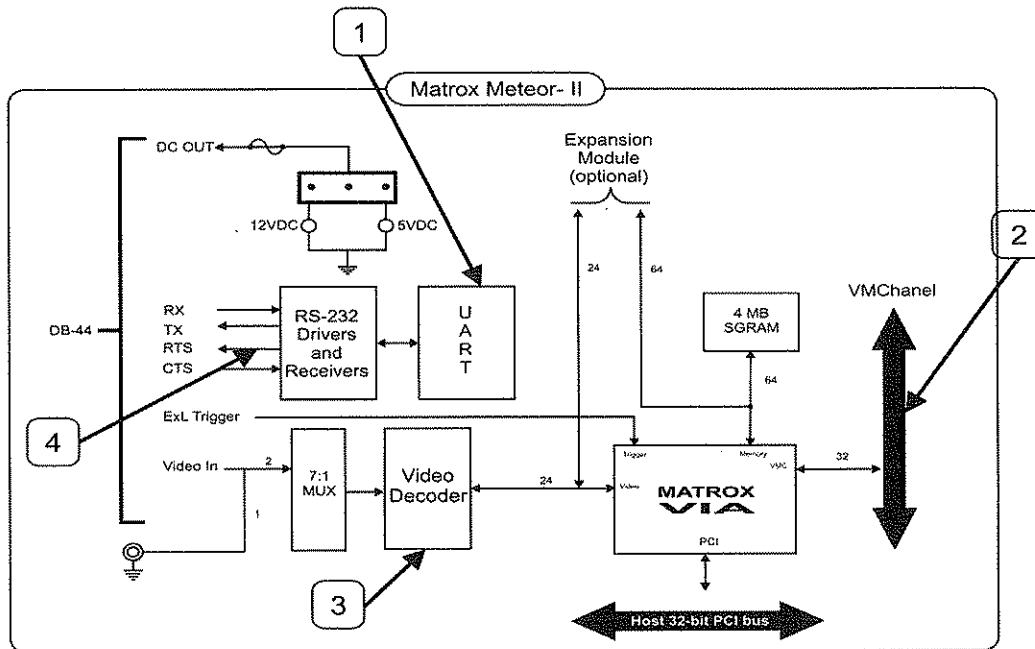 1
Matrox Meteor- II
DC OUT
Expansion
Module
(optional)
12VDC
5VDC
2
24
64
VMChanel
RX
TX
RTS
CTS
DB-44
RS-232
Drivers
and
Receivers
UART
4 MB
SGRAM
64
4
ExL Trigger
Video In
2
1
7:1
MUX
Video
Decoder
24
Trigger
Memory
VMC
Video
MATROX
VIA
PCI
32
3
Host 32-bit PCI bus